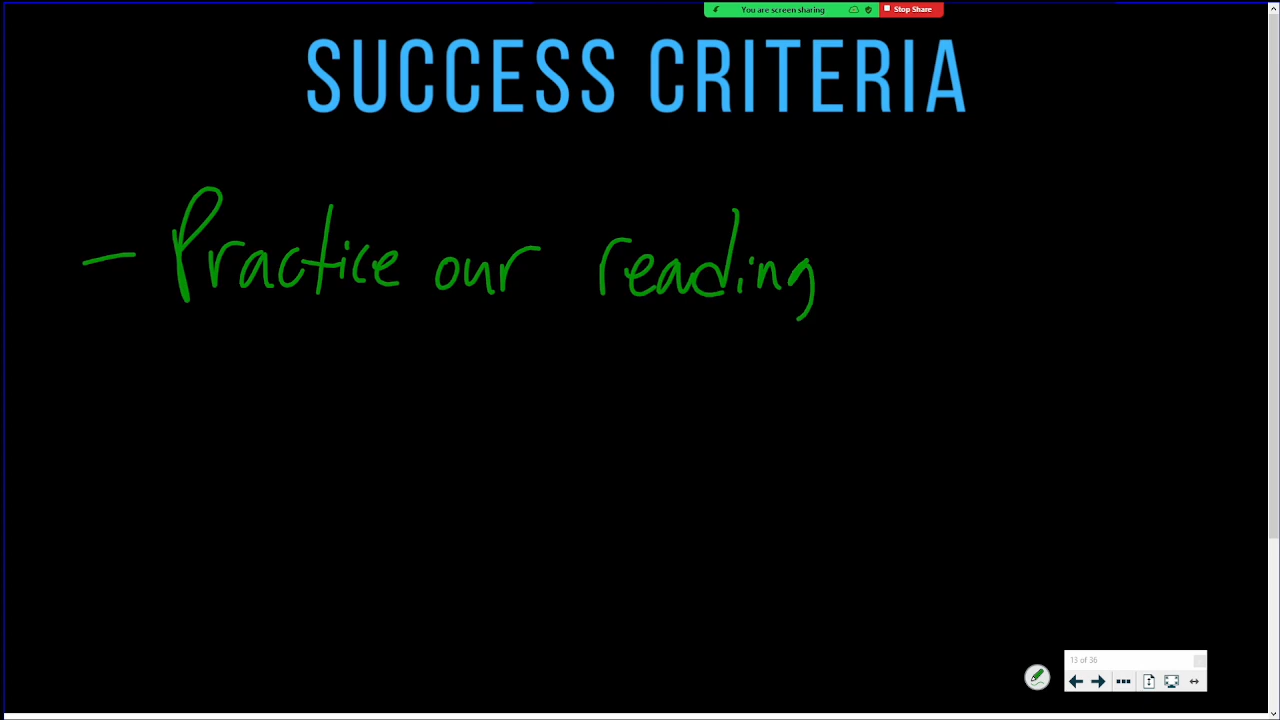 You are screen sharing Stop Share
SUCCESS CRITERIA
- Practice our reading
13 of 36